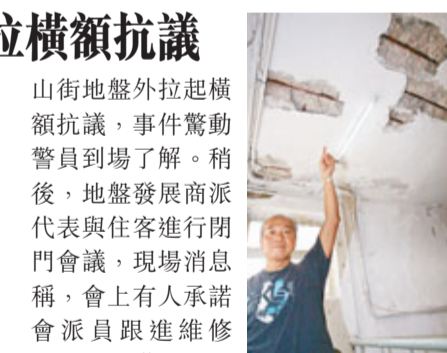 拉橫額抗議
山街地盤外拉起橫
額抗議，事件驚動
警員到場了解。稍
後，地盤發展商派
代表與住客進行閉
門會議，現場消息
稱，會上有人承諾
會派員跟進維修